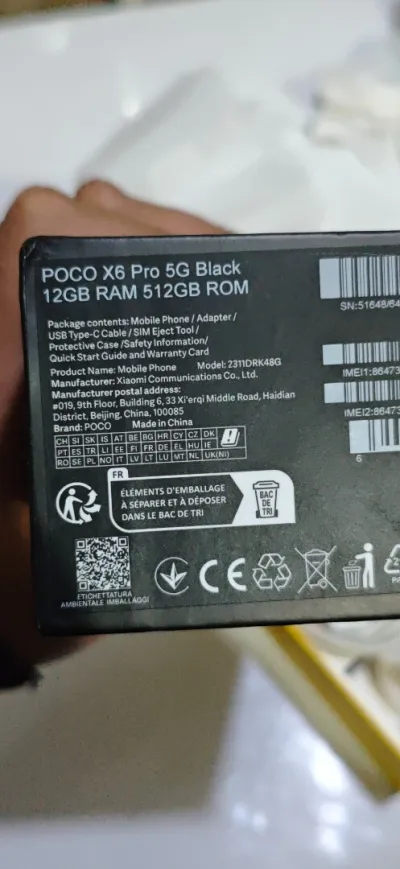 POCO X6 Pro 5G Black
12GB RAM 512GB ROM
Package contents: Mobile Phone / Adapter /
USB Type-C Cable / SIM Eject Tool /
Protective Case /Safety Information/
Quick Start Guide and Warranty Card
Product Name: Mobile Phone Model: 2311DRK48G
Manufacturer: Xiaomi Communications Co., Ltd.
Manufacturer postal address:
#019, 9th Floor, Building 6, 33 Xi'erqi Middle Road, Haidian
District, Beijing, China, 100085
Brand: POCO Made in China
CH SI SK IS AT BE BG HR CY CZ DK
PT ES TR LI EE FI FR DE EL HU IE
RO SE PL NO IT LV LT LU MT NL UK(NI)
FR
ÉLÉMENTS D'EMBALLAGE
À SÉPARER ET À DÉPOSER
DANS LE BAC DE TRI
BAC
DE
TRI
ETICHETTATURA
AMBIENTALE IMBALLAGGI
CE
SN:51648/64
IMEI1:86473
IMEI2:86473
6